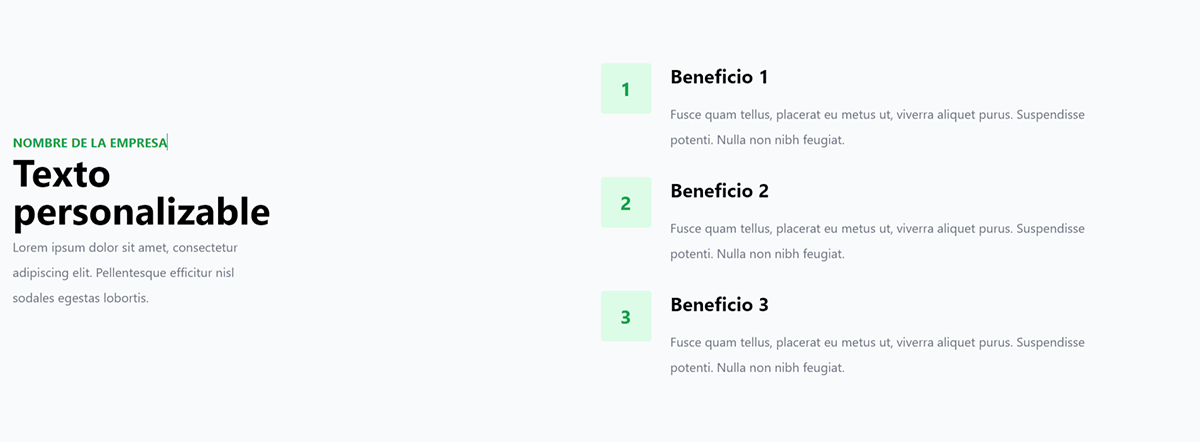 NOMBRE DE LA EMPRESA
Texto
personalizable
Lorem ipsum dolor sit amet, consectetur
adipiscing elit. Pellentesque efficitur nisl
sodales egestas lobortis.
1
Beneficio 1
Fusce quam tellus, placerat eu metus ut, viverra aliquet purus. Suspendisse
potenti. Nulla non nibh feugiat.
2
Beneficio 2
Fusce quam tellus, placerat eu metus ut, viverra aliquet purus. Suspendisse
potenti. Nulla non nibh feugiat.
3
Beneficio 3
Fusce quam tellus, placerat eu metus ut, viverra aliquet purus. Suspendisse
potenti. Nulla non nibh feugiat.